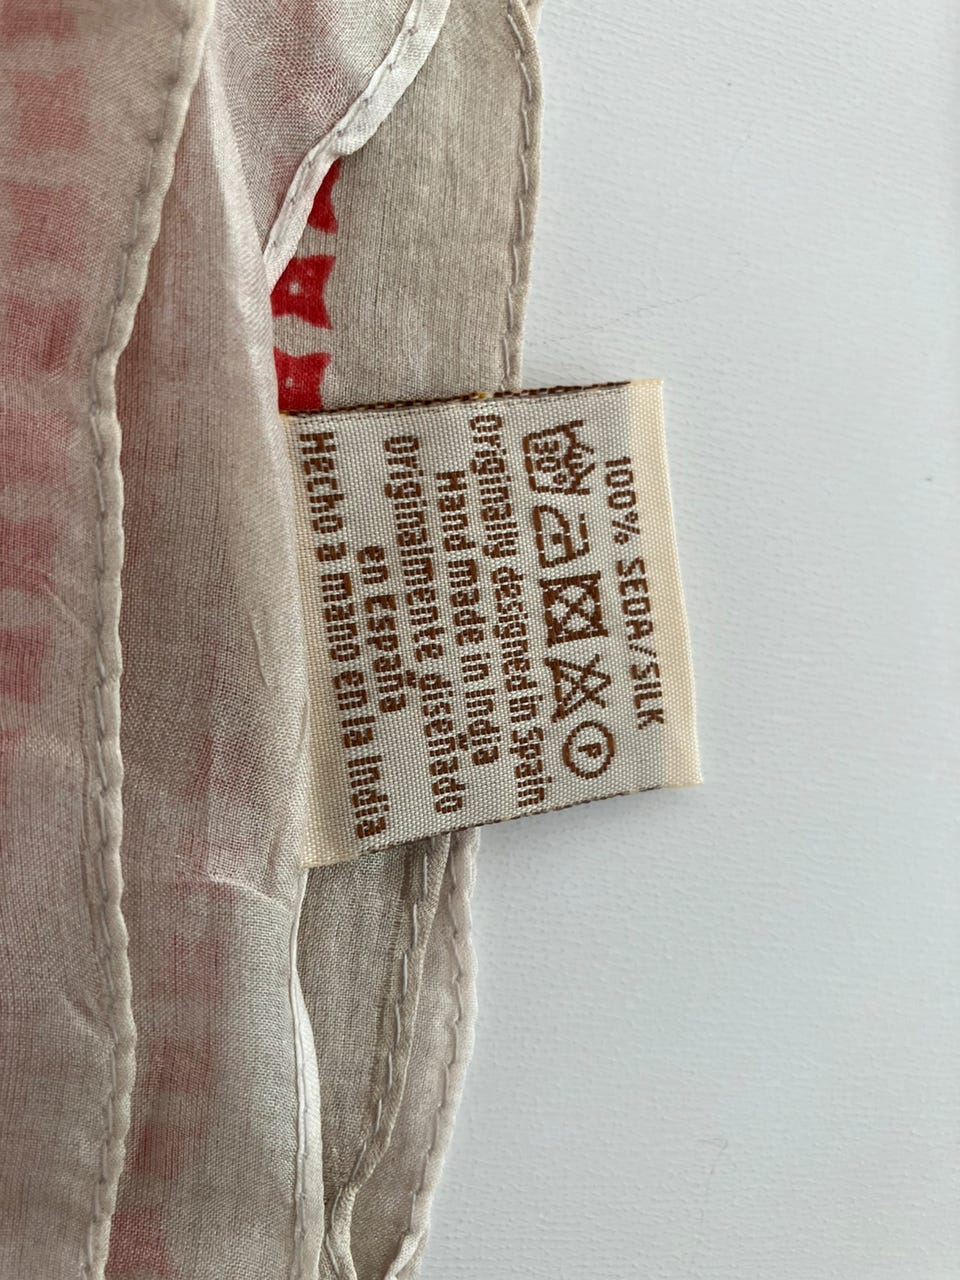 100% SEDA/SILK
30°
P
Originally designed in Spain
Hand made in India
Originalmente diseñado
en España
Hecho a mano en la India